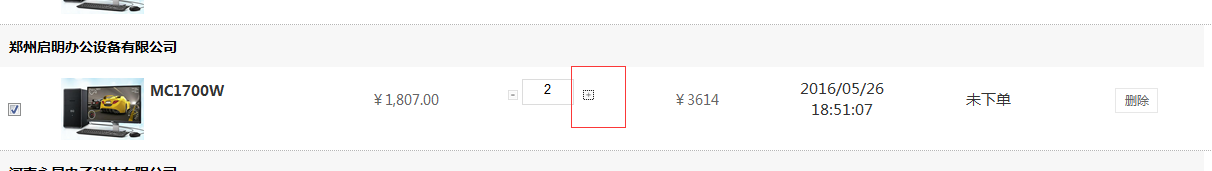 郑州启明办公设备有限公司
MC1700W
￥1,807.00
2
￥3614
2016/05/26
18:51:07
未下单
删除